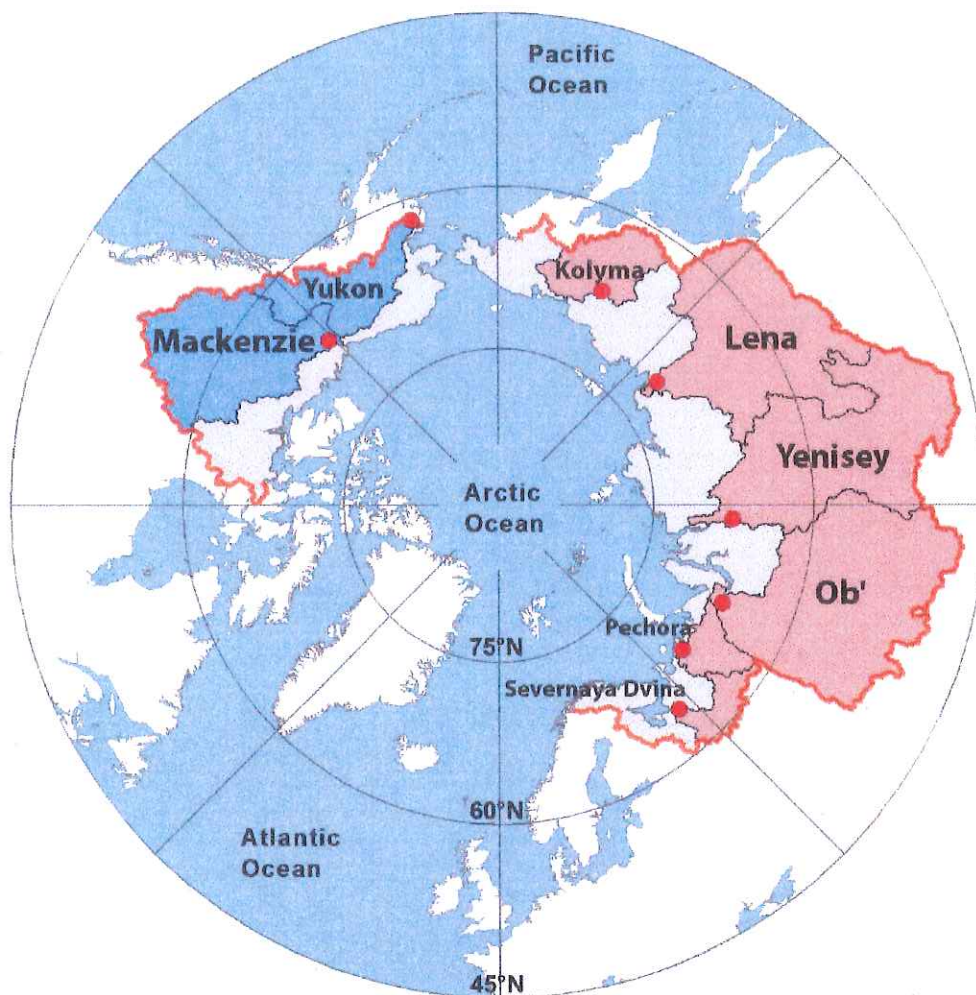 Pacific
Ocean
Kolyma
Yukon
Mackenzie
Lena
Yenisey
Arctic
Ocean
Ob'
Pechora
75°N
Severnaya Dvina
60°N
Atlantic
Ocean
45°N